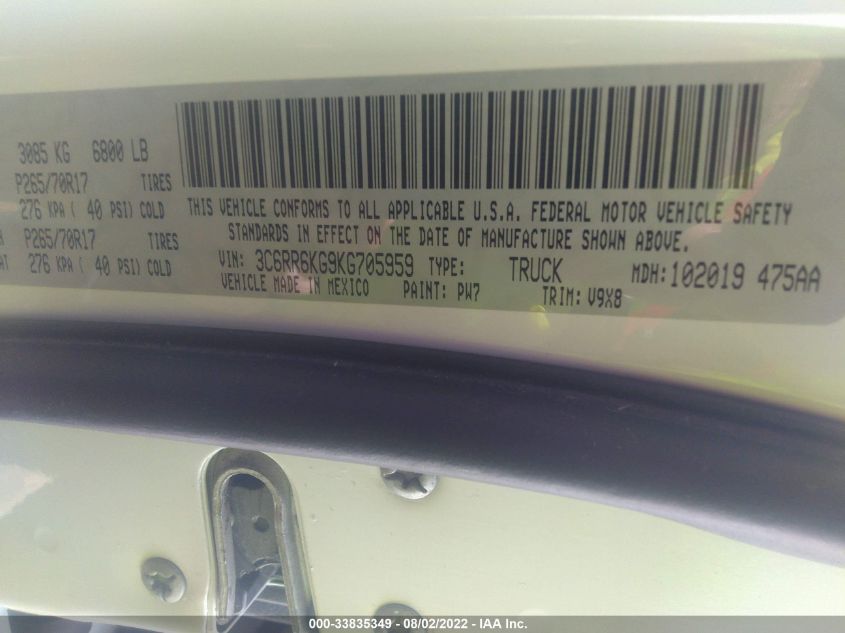 3085 KG 6800 LB
P265/70R17 TIRES
276 KPA ( 40 PSI) COLD
P265/70R17 TIRES
276 KPA ( 40 PSI) COLD
THIS VEHICLE CONFORMS TO ALL APPLICABLE U.S.A. FEDERAL MOTOR VEHICLE SAFETY
STANDARDS IN EFFECT ON THE DATE OF MANUFACTURE SHOWN ABOVE.
VIN: 3C6RR6KG9KG705959 TYPE: TRUCK MDH:102019 475AA
VEHICLE MADE IN MEXICO PAINT: PW7 TRIM: V9X8
000-33835349 - 08/02/2022 - IAA Inc.